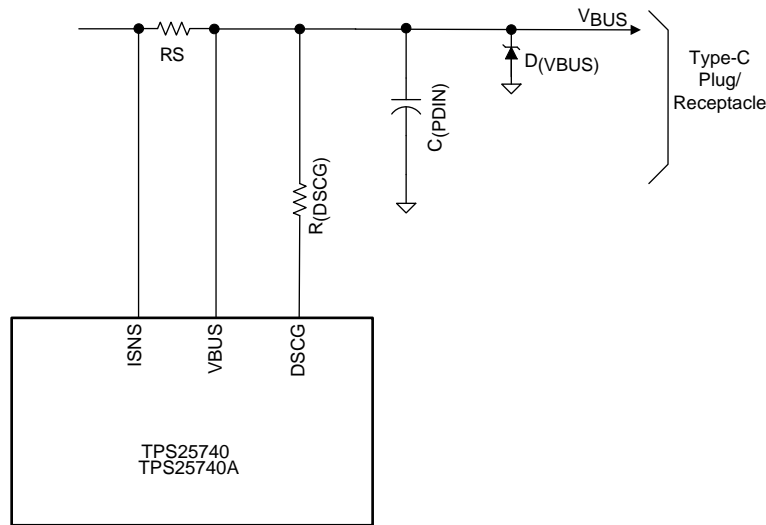 VBUS
RS
D(VBUS)
Type-C
Plug/
Receptacle
C(PDIN)
R(DSCG)
ISNS
VBUS
DSCG
TPS25740
TPS25740A